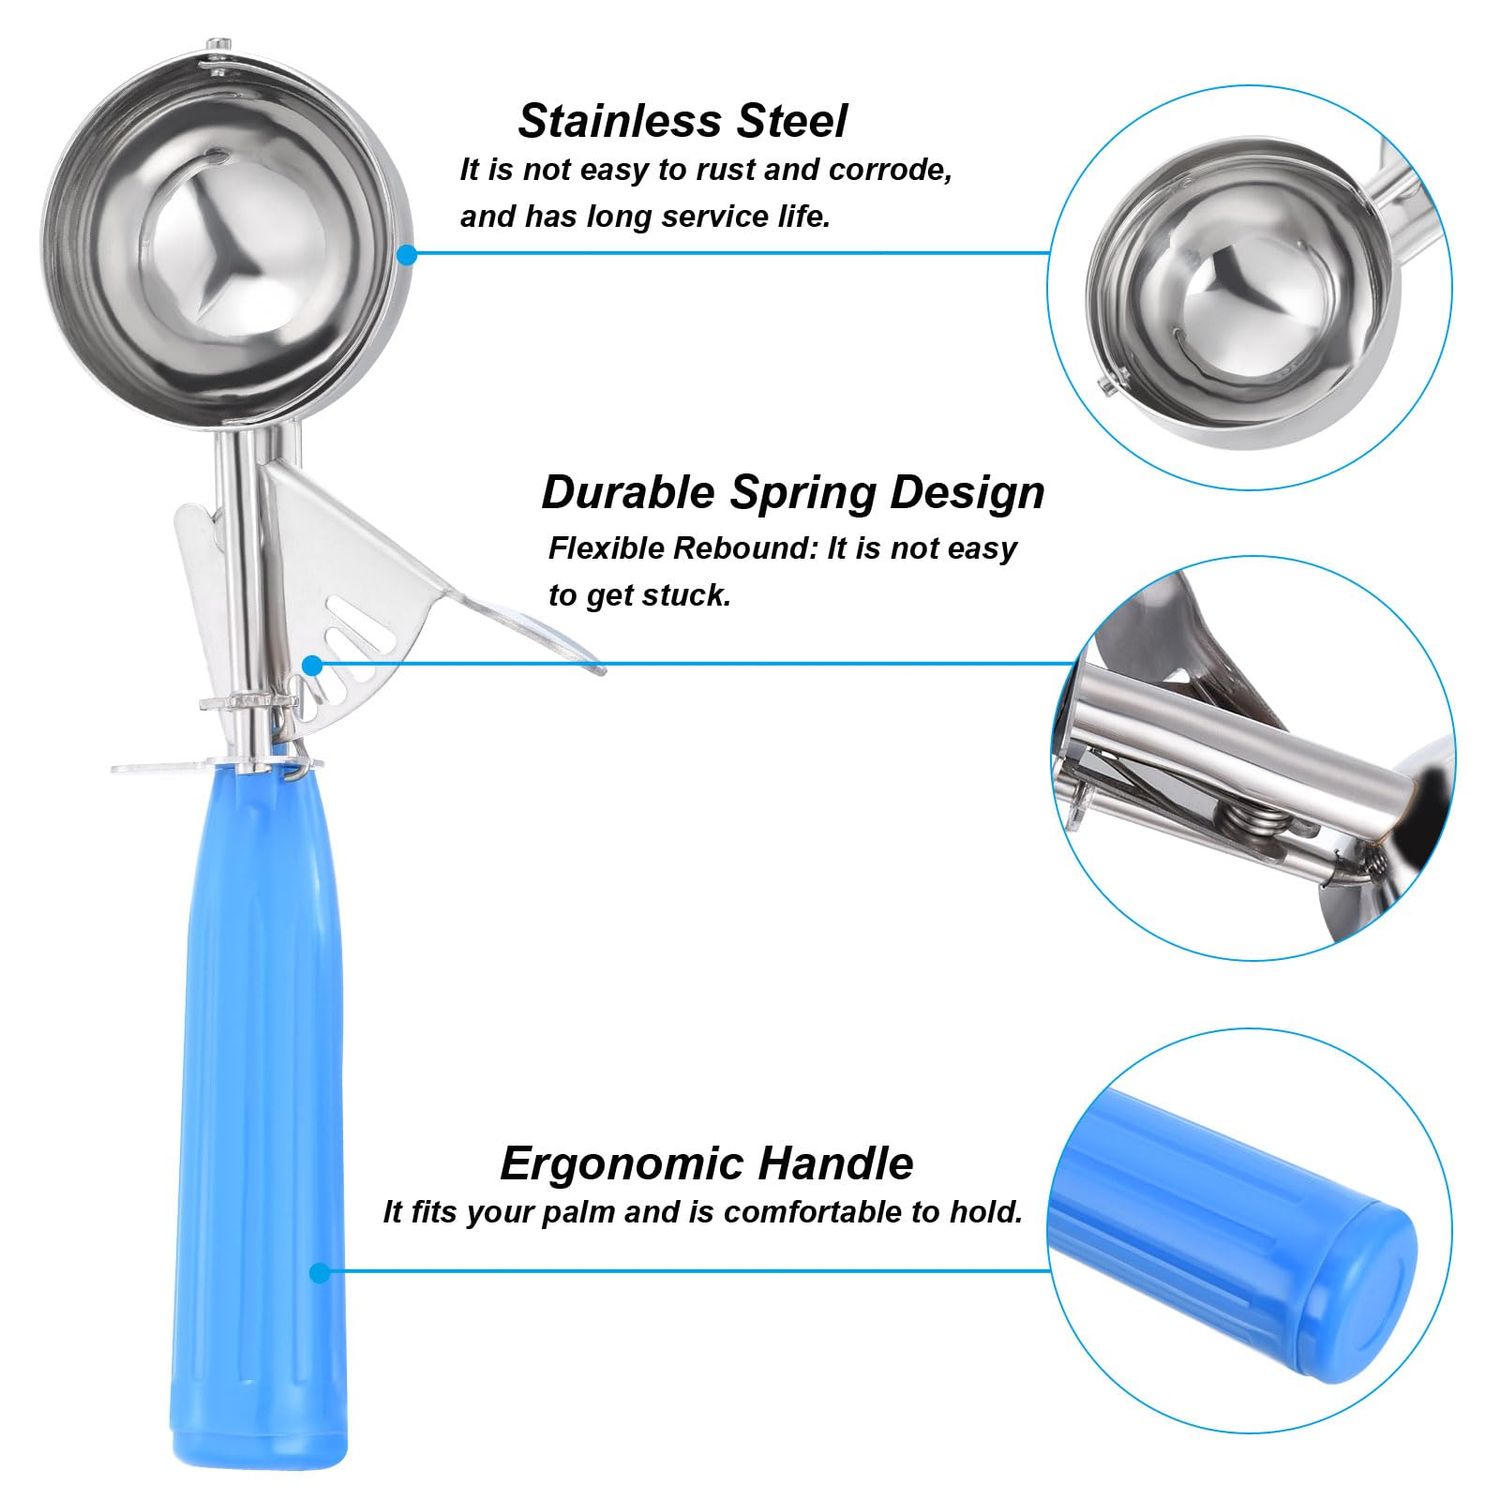 Stainless Steel
It is not easy to rust and corrode,
and has long service life.
Durable Spring Design
Flexible Rebound: It is not easy
to get stuck.
Ergonomic Handle
It fits your palm and is comfortable to hold.